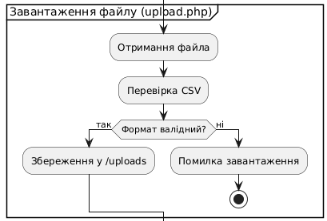 Завантаження файлу (upload.php)
Отримання файла
Перевірка CSV
так
Формат валідний?
ні
Збереження у /uploads
Помилка завантаження